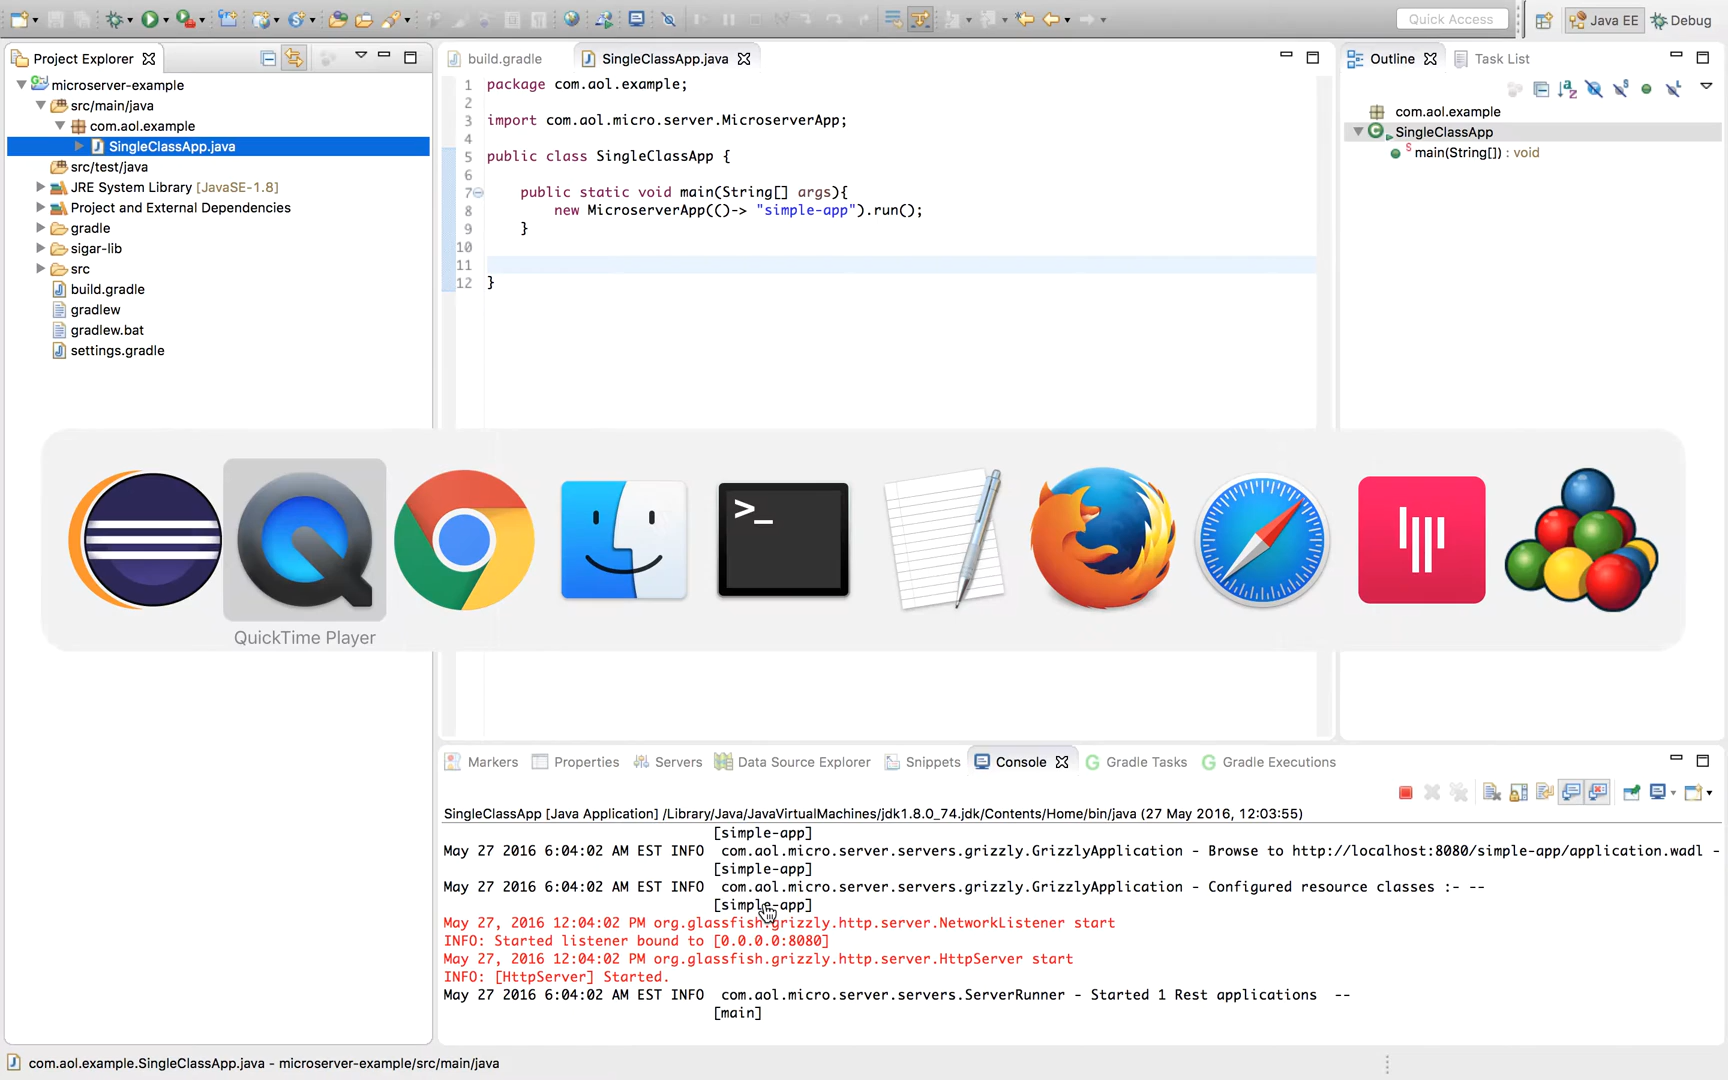 Quick Access
Java EE
Debug
Project Explorer
microserver-example
src/main/java
com.aol.example
SingleClassApp.java
src/test/java
JRE System Library [JavaSE-1.8]
Project and External Dependencies
gradle
sigar-lib
src
build.gradle
gradlew
gradlew.bat
settings.gradle
build.gradle
SingleClassApp.java
1 package com.aol.example;
2
3 import com.aol.micro.server.MicroserverApp;
4
5 public class SingleClassApp {
6
7 public static void main(String[] args){
8 new MicroserverApp(()-> "simple-app").run();
9 }
10
11
12 }
Outline
Task List
com.aol.example
SingleClassApp
main(String[]) : void
>_
QuickTime Player
Markers
Properties
Servers
Data Source Explorer
Snippets
Console
Gradle Tasks
Gradle Executions
SingleClassApp [Java Application] /Library/Java/JavaVirtualMachines/jdk1.8.0_74.jdk/Contents/Home/bin/java (27 May 2016, 12:03:55)
[simple-app]
May 27 2016 6:04:02 AM EST INFO com.aol.micro.server.servers.grizzly.GrizzlyApplication - Browse to http://localhost:8080/simple-app/application.wadl -
[simple-app]
May 27 2016 6:04:02 AM EST INFO com.aol.micro.server.servers.grizzly.GrizzlyApplication - Configured resource classes :- --
[simple-app]
May 27, 2016 12:04:02 PM org.glassfish.grizzly.http.server.NetworkListener start
INFO: Started listener bound to [0.0.0.0:8080]
May 27, 2016 12:04:02 PM org.glassfish.grizzly.http.server.HttpServer start
INFO: [HttpServer] Started.
May 27 2016 6:04:02 AM EST INFO com.aol.micro.server.servers.ServerRunner - Started 1 Rest applications --
[main]
com.aol.example.SingleClassApp.java - microserver-example/src/main/java